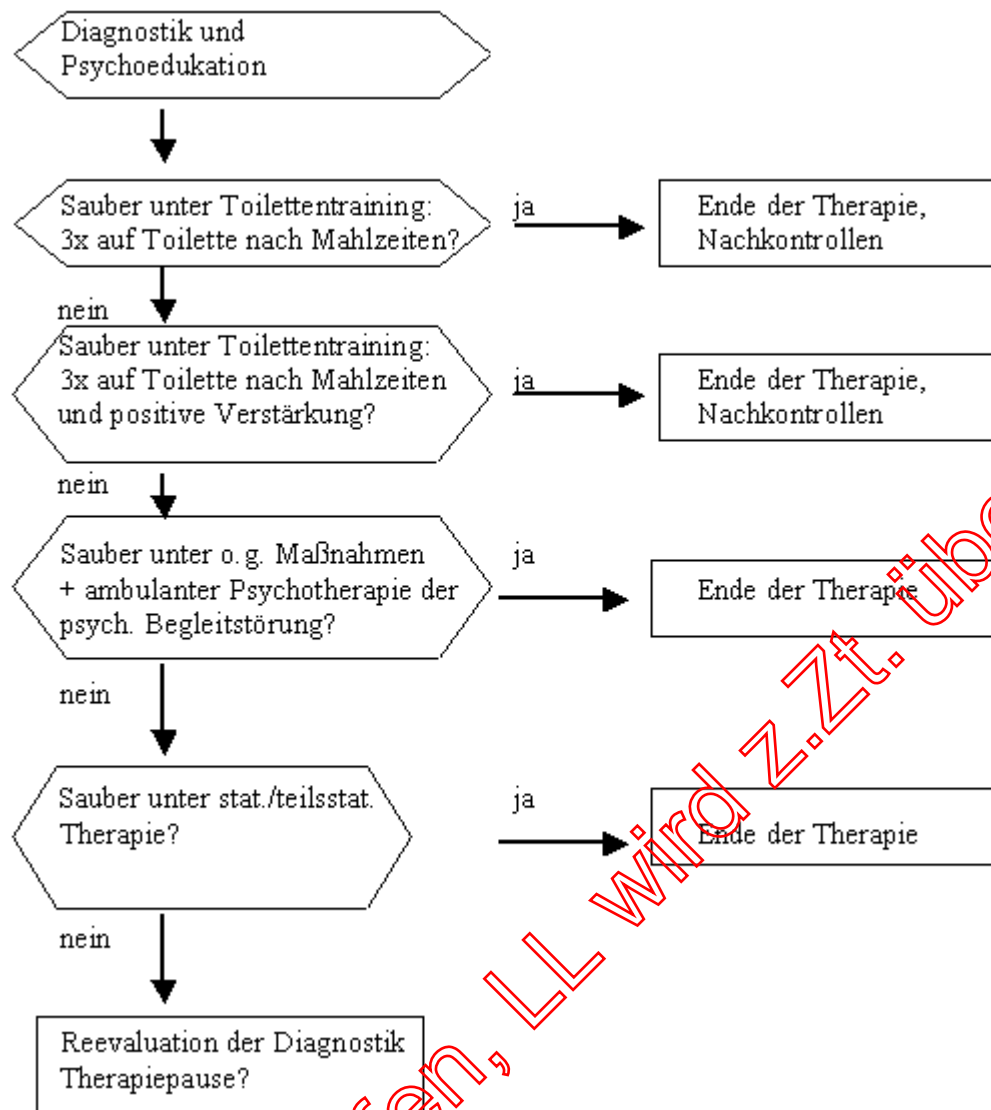 Diagnostik und
Psychoedukation
Sauber unter Toilettentraining:
3x auf Toilette nach Mahlzeiten?
ja
Ende der Therapie,
Nachkontrollen
nein
Sauber unter Toilettentraining:
3x auf Toilette nach Mahlzeiten
und positive Verstärkung?
ja
Ende der Therapie,
Nachkontrollen
nein
Sauber unter o.g. Maßnahmen
+ ambulanter Psychotherapie der
psych. Begleitstörung?
ja
Ende der Therapie
nein
Sauber unter stat./teilsstat.
Therapie?
ja
Ende der Therapie
nein
Reevaluation der Diagnostik
Therapiepause?
LL wird z.Zt.